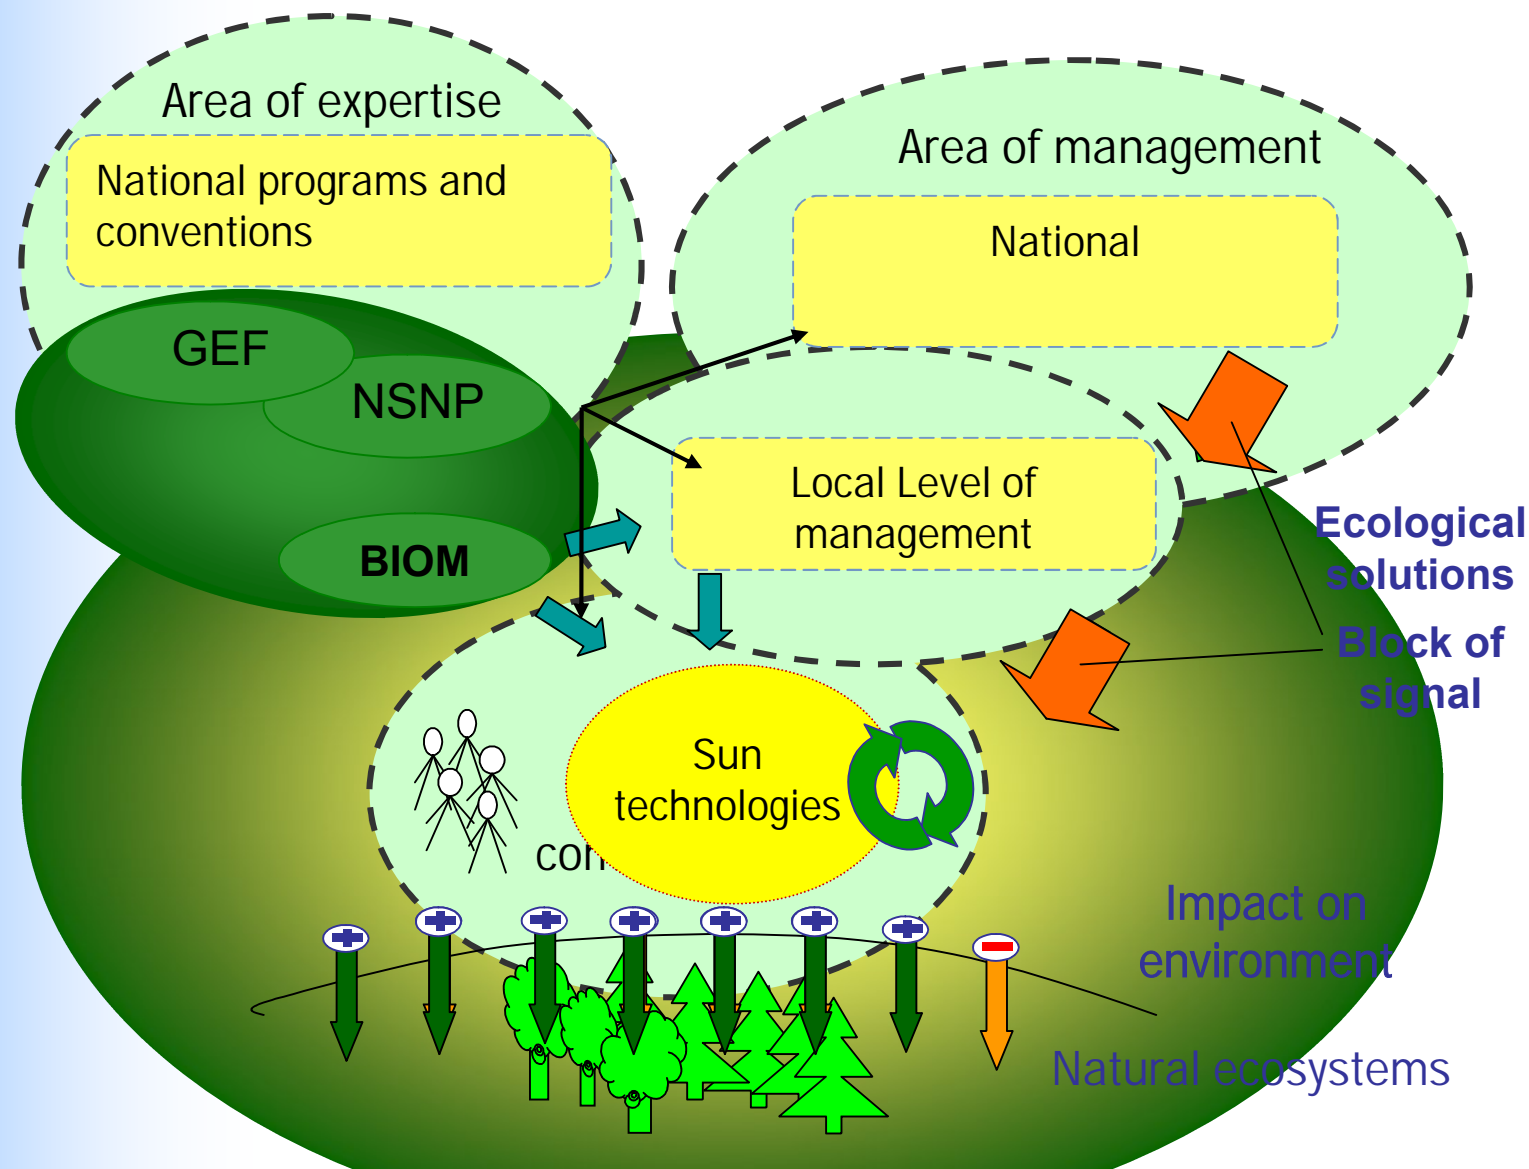 Area of expertise
National programs and
conventions
Area of management
National
GEF
NSNP
BIOM
Local Level of
management
Ecological
solutions
Block of
signal
Sun
technologies
Impact on
environment
Natural ecosystems